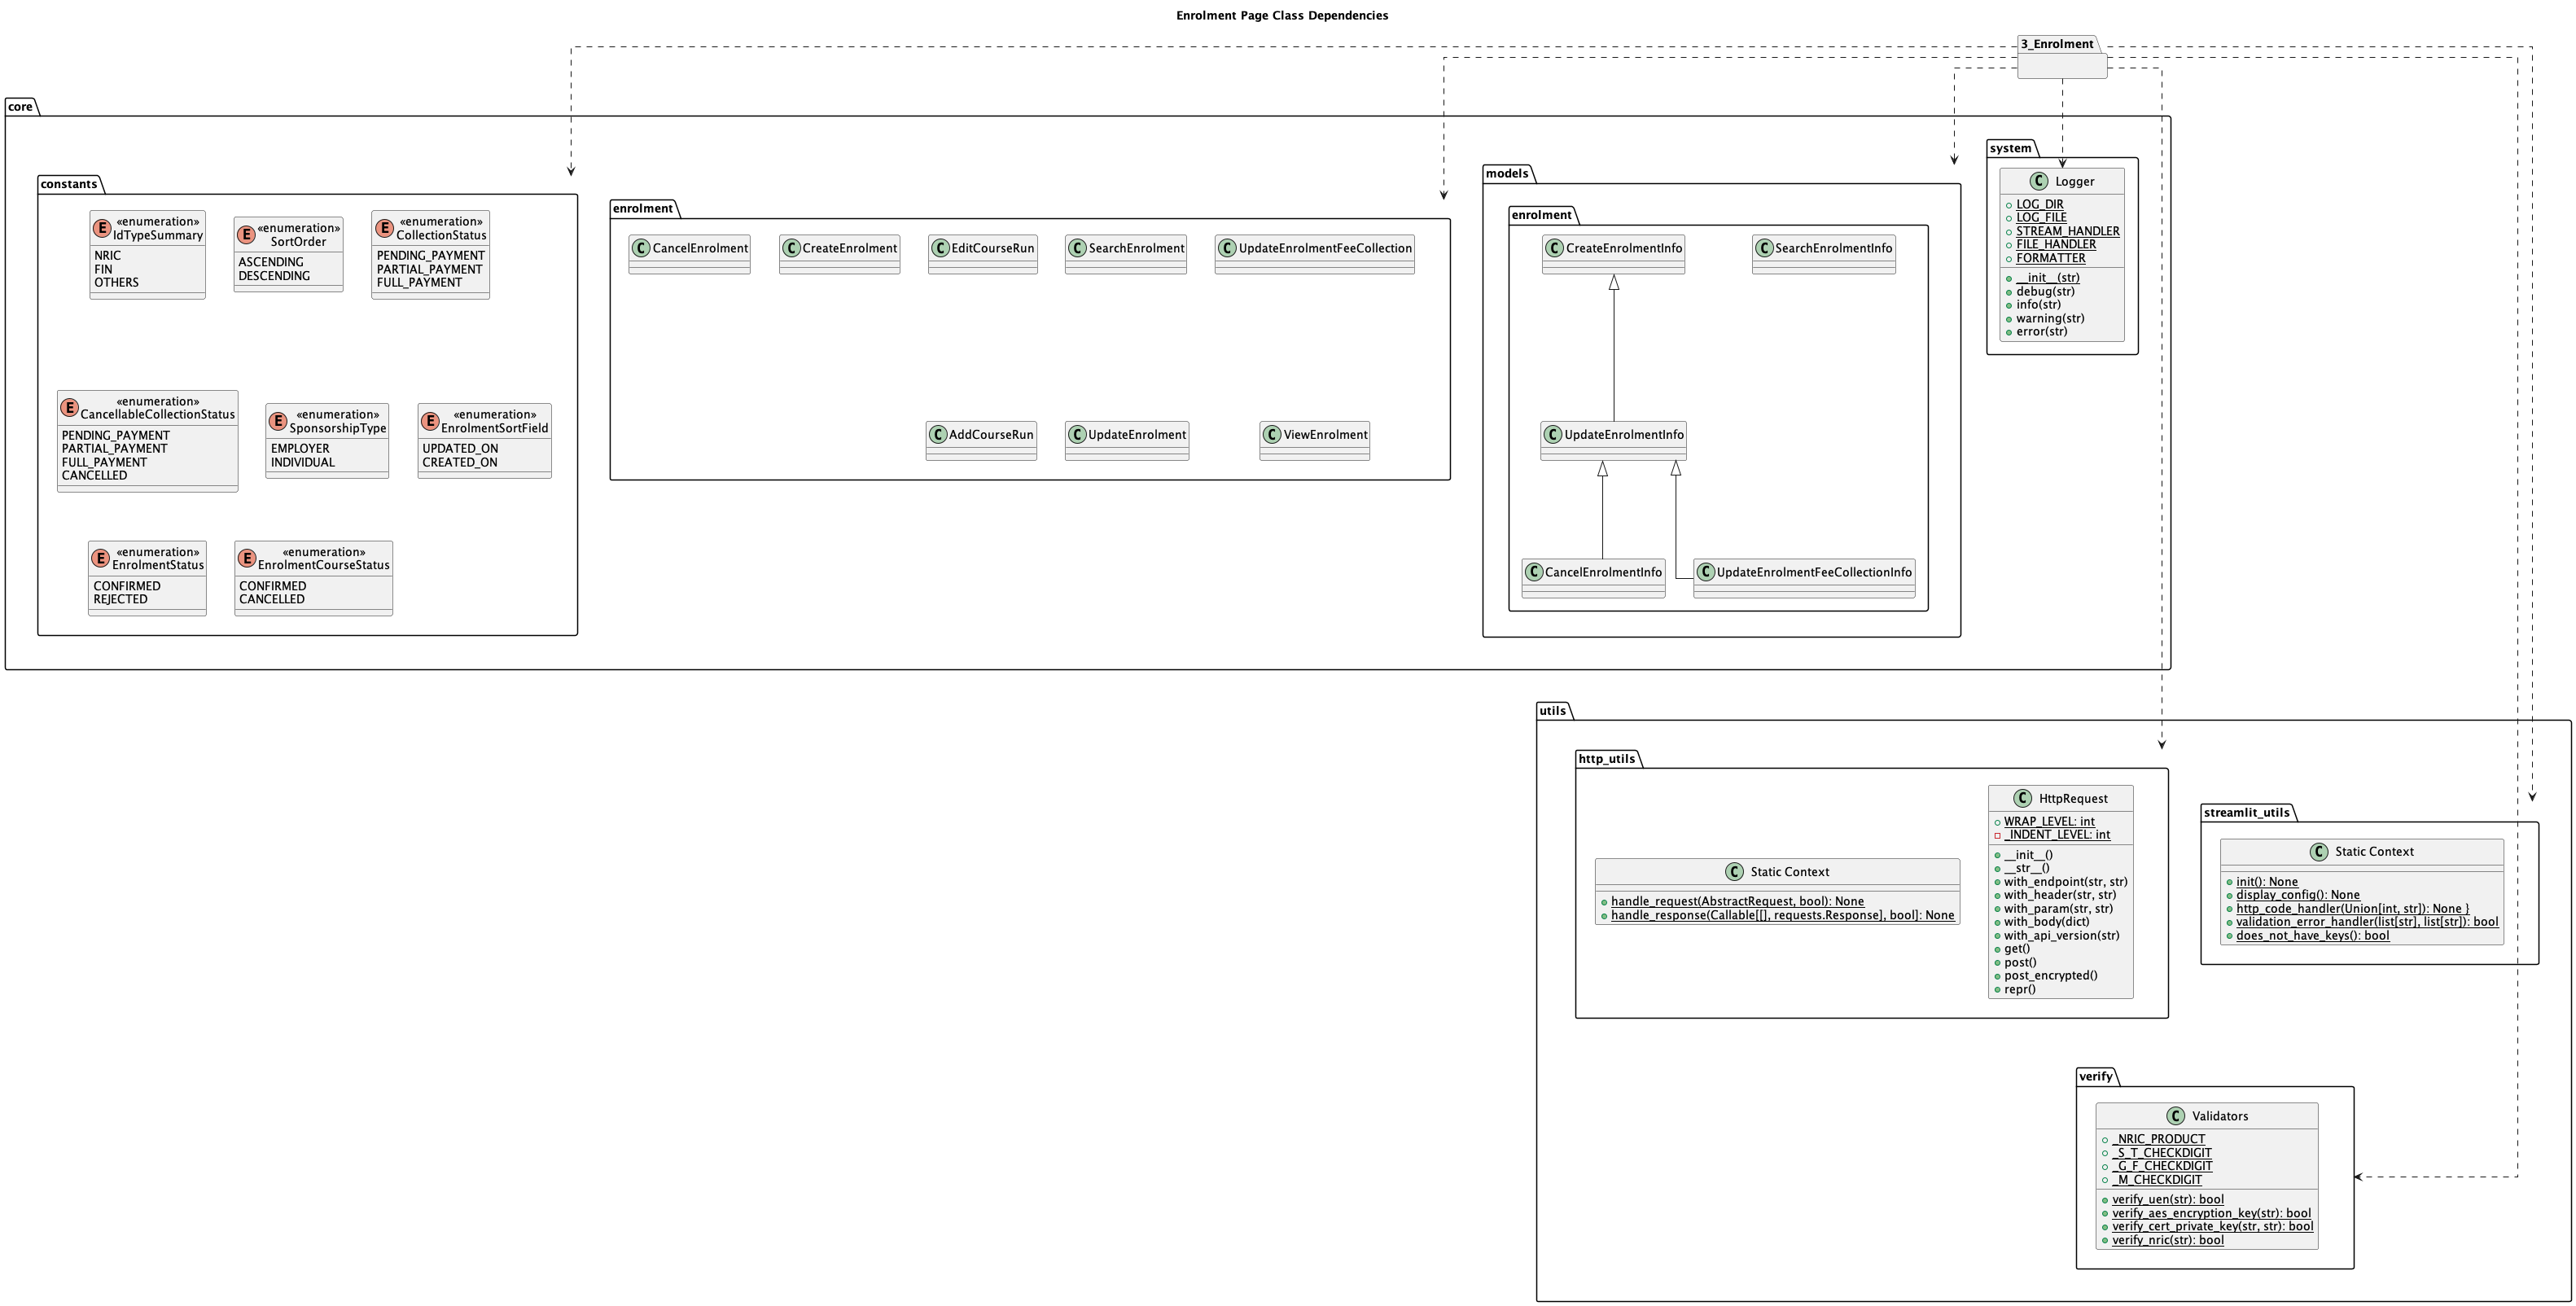 Enrolment Page Class Dependencies
3_Enrolment
core
constants
«enumeration»
IdTypeSummary
NRIC
FIN
OTHERS
«enumeration»
SortOrder
ASCENDING
DESCENDING
«enumeration»
CollectionStatus
PENDING_PAYMENT
PARTIAL_PAYMENT
FULL_PAYMENT
«enumeration»
CancellableCollectionStatus
PENDING_PAYMENT
PARTIAL_PAYMENT
FULL_PAYMENT
CANCELLED
«enumeration»
SponsorshipType
EMPLOYER
INDIVIDUAL
«enumeration»
EnrolmentSortField
UPDATED_ON
CREATED_ON
«enumeration»
EnrolmentStatus
CONFIRMED
REJECTED
«enumeration»
EnrolmentCourseStatus
CONFIRMED
CANCELLED
enrolment
CancelEnrolment
CreateEnrolment
EditCourseRun
SearchEnrolment
UpdateEnrolmentFeeCollection
AddCourseRun
UpdateEnrolment
ViewEnrolment
models
enrolment
CreateEnrolmentInfo
SearchEnrolmentInfo
UpdateEnrolmentInfo
CancelEnrolmentInfo
UpdateEnrolmentFeeCollectionInfo
system
Logger
LOG_DIR
LOG_FILE
STREAM_HANDLER
FILE_HANDLER
FORMATTER
__init__(str)
debug(str)
info(str)
warning(str)
error(str)
utils
http_utils
Static Context
handle_request(AbstractRequest, bool): None
handle_response(Callable[[], requests.Response], bool]: None
HttpRequest
WRAP_LEVEL: int
_INDENT_LEVEL: int
__init__()
__str__()
with_endpoint(str, str)
with_header(str, str)
with_param(str, str)
with_body(dict)
with_api_version(str)
get()
post()
post_encrypted()
repr()
streamlit_utils
Static Context
init(): None
display_config(): None
http_code_handler(Union[int, str]): None }
validation_error_handler(list[str], list[str]): bool
does_not_have_keys(): bool
verify
Validators
_NRIC_PRODUCT
_S_T_CHECKDIGIT
_G_F_CHECKDIGIT
_M_CHECKDIGIT
verify_uen(str): bool
verify_aes_encryption_key(str): bool
verify_cert_private_key(str, str): bool
verify_nric(str): bool